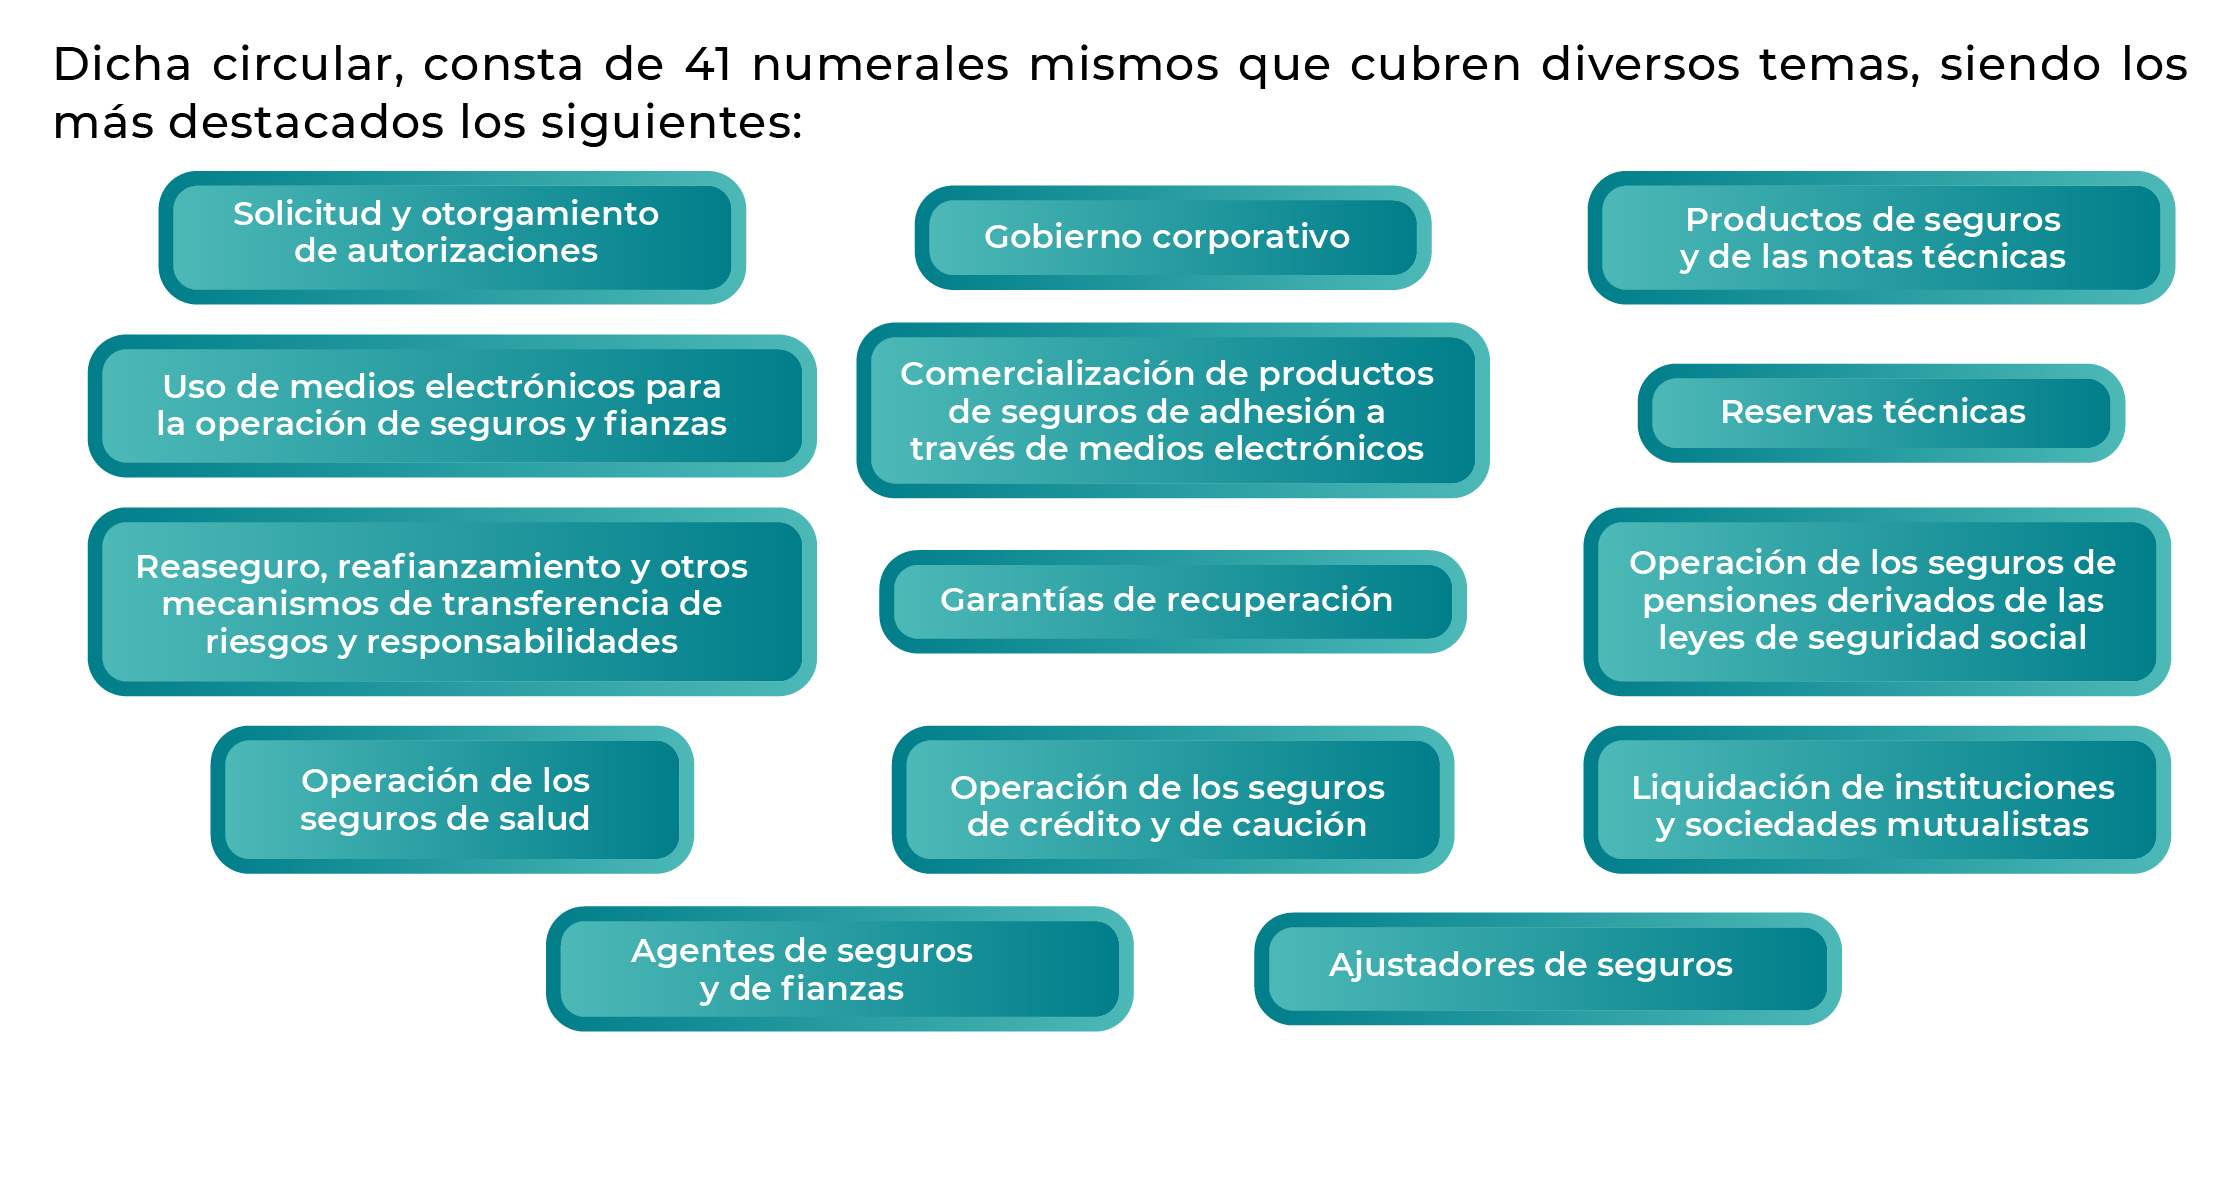 Dicha circular, consta de 41 numerales mismos que cubren diversos temas, siendo los
más destacados los siguientes:
Solicitud y otorgamiento
de autorizaciones
Gobierno corporativo
Productos de seguros
y de las notas técnicas
Uso de medios electrónicos para
la operación de seguros y fianzas
Comercialización de productos
de seguros de adhesión a
través de medios electrónicos
Reservas técnicas
Reaseguro, reafianzamiento y otros
mecanismos de transferencia de
riesgos y responsabilidades
Garantías de recuperación
Operación de los seguros de
pensiones derivados de las
leyes de seguridad social
Operación de los
seguros de salud
Operación de los seguros
de crédito y de caución
Liquidación de instituciones
y sociedades mutualistas
Agentes de seguros
y de fianzas
Ajustadores de seguros